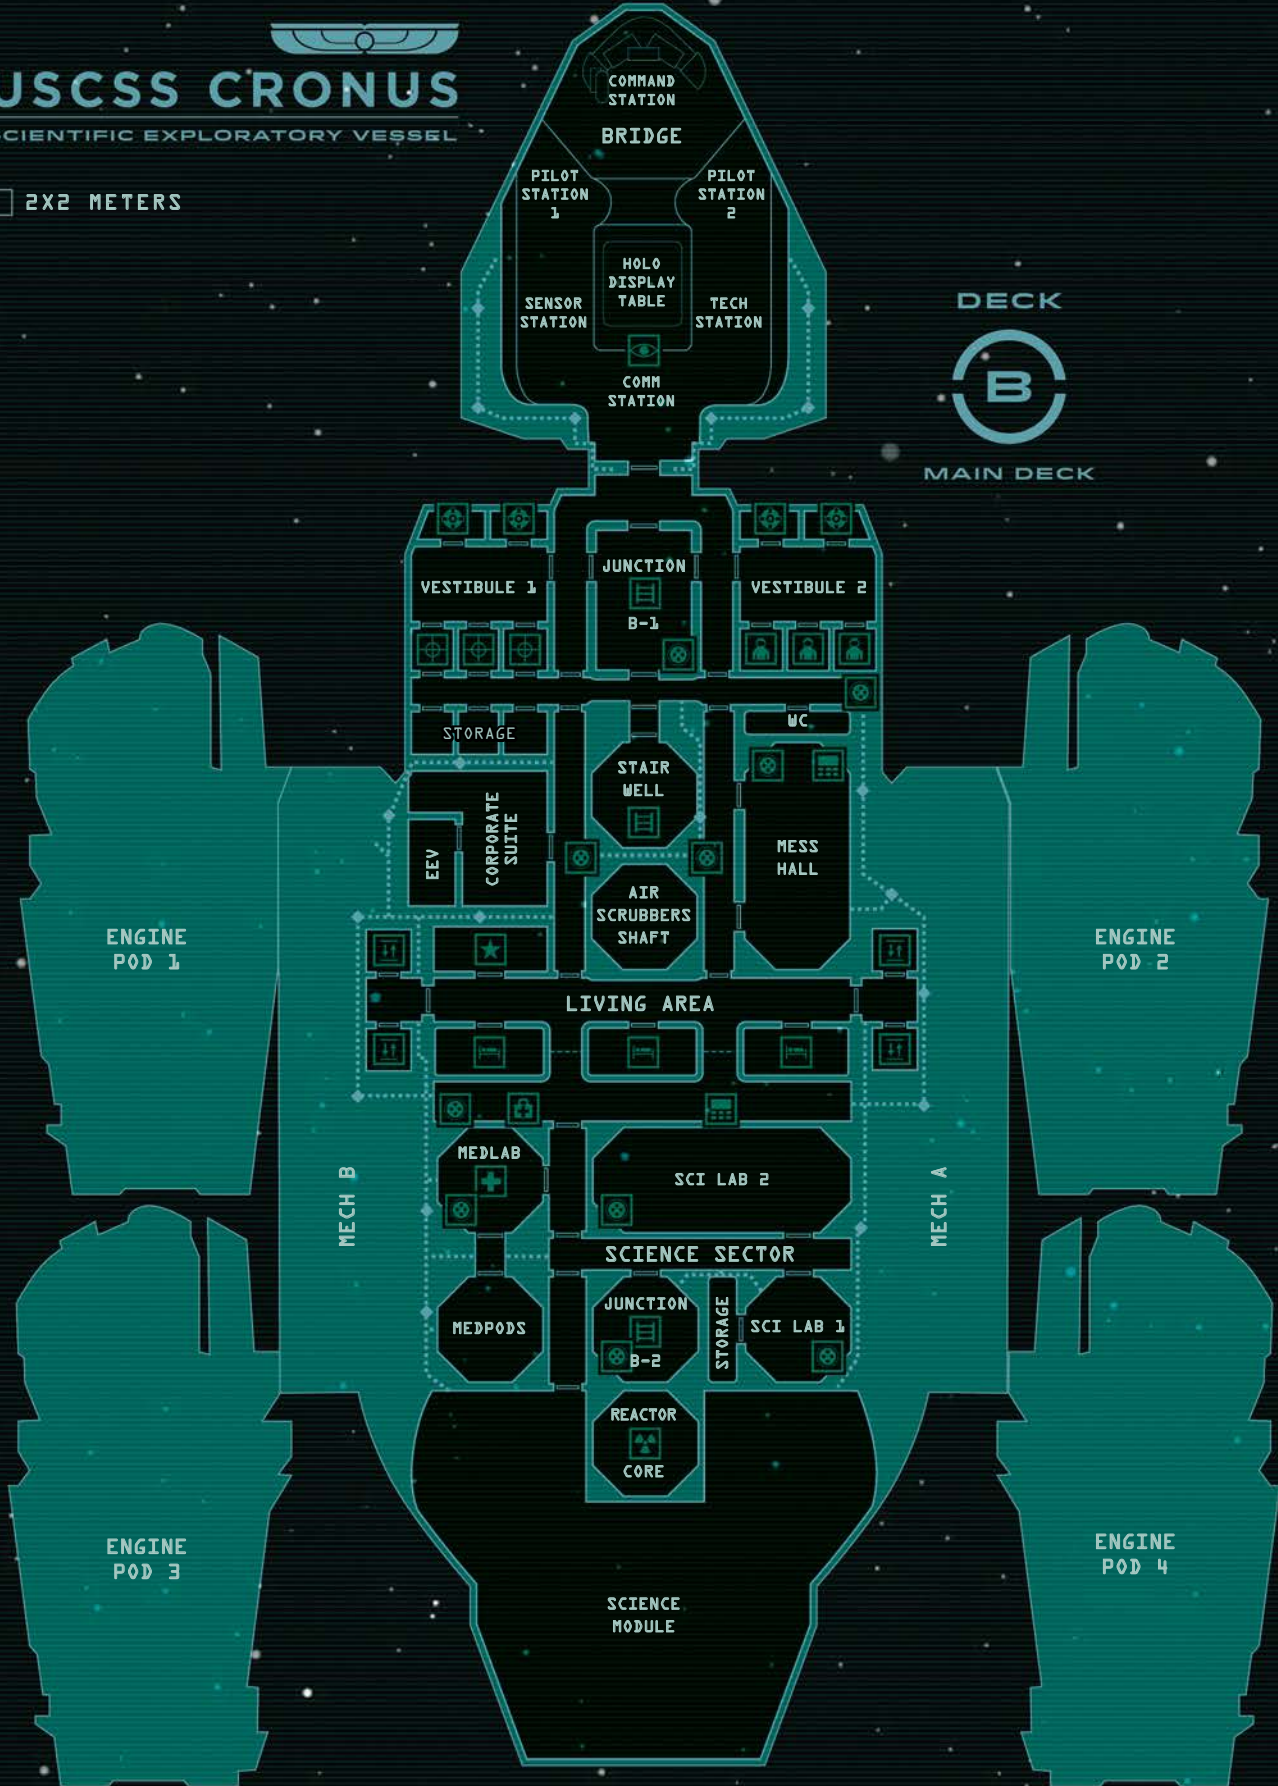 USCSS CRONUS
SCIENTIFIC EXPLORATORY VESSEL
2X2 METERS
COMMAND
STATION
BRIDGE
PILOT
STATION
1
PILOT
STATION
2
HOLO
DISPLAY
TABLE
SENSOR
STATION
TECH
STATION
COMM
STATION
DECK
B
MAIN DECK
VESTIBULE 1
JUNCTION
B-1
VESTIBULE 2
STORAGE
WC
STAIR
WELL
CORPORATE
SUITE
EEV
MESS
HALL
AIR
SCRUBBERS
SHAFT
ENGINE
POD 1
ENGINE
POD 2
LIVING AREA
MECH B
MEDLAB
SCI LAB 2
MECH A
SCIENCE SECTOR
MEDPODS
JUNCTION
B-2
STORAGE
SCI LAB 1
REACTOR
CORE
ENGINE
POD 3
ENGINE
POD 4
SCIENCE
MODULE